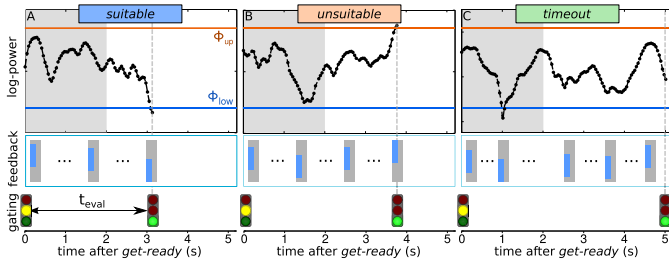 A suitable B unsuitable C timeout
Φup
Φlow
log-power
feedback
... ... ... ... ... ... ...
gating
teval
0 1 2 3 4 5 0 1 2 3 4 5 0 1 2 3 4 5
time after get-ready (s) time after get-ready (s) time after get-ready (s)